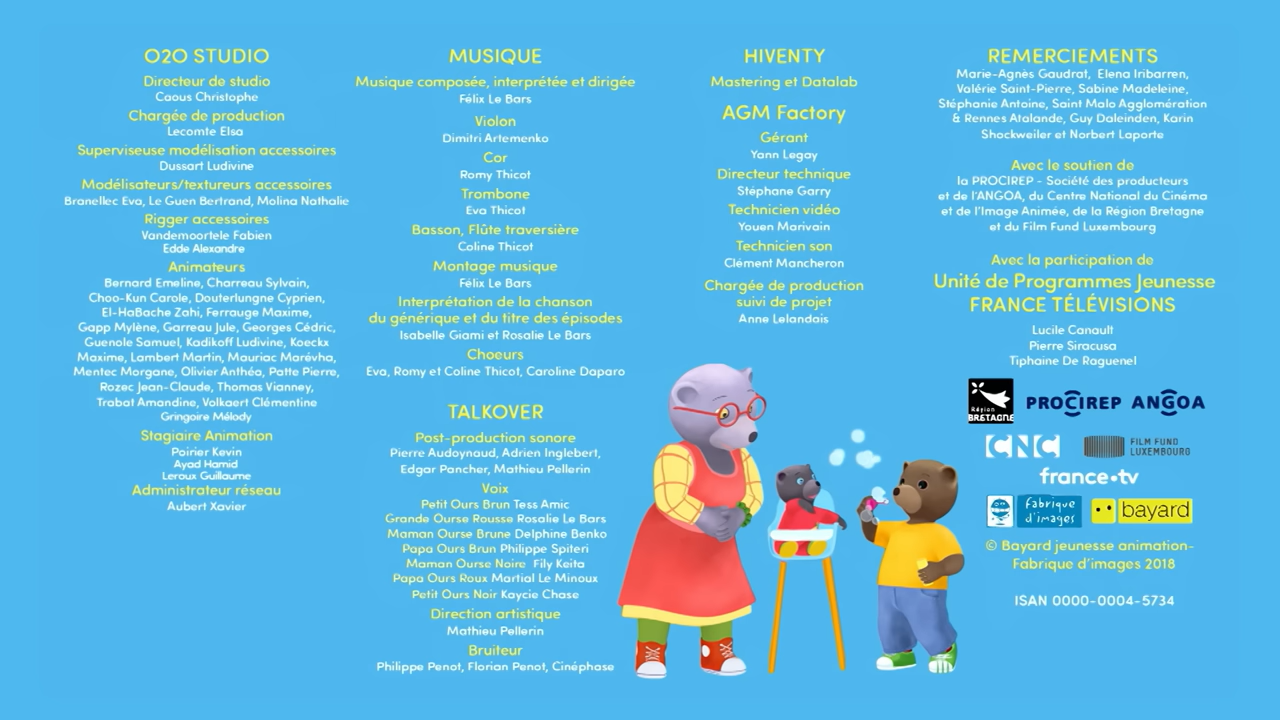 O2O STUDIO
Directeur de studio
Caous Christophe
Chargée de production
Lecomte Elsa
Superviseuse modélisation accessoires
Dussart Ludivine
Modélisateurs/textureurs accessoires
Branellec Eva, Le Guen Bertrand, Molina Nathalie
Rigger accessoires
Vandemoortele Fabien
Edde Alexandre
Animateurs
Bernard Emeline, Charreau Sylvain,
Choo-Kun Carole, Douterlungne Cyprien,
El-HaBache Zahi, Ferrauge Maxime,
Gapp Mylène, Garreau Jule, Georges Cédric,
Guenole Samuel, Kadikoff Ludivine, Koeckx
Maxime, Lambert Martin, Mauriac Marévha,
Mentec Morgane, Olivier Anthéa, Patte Pierre,
Rozec Jean-Claude, Thomas Vianney,
Trabat Amandine, Volkaert Clémentine
Gringoire Mélody
Stagiaire Animation
Poirier Kevin
Ayad Hamid
Leroux Guillaume
Administrateur réseau
Aubert Xavier
MUSIQUE
Musique composée, interprétée et dirigée
Félix Le Bars
Violon
Dimitri Artemenko
Cor
Romy Thicot
Trombone
Eva Thicot
Basson, Flûte traversière
Coline Thicot
Montage musique
Félix Le Bars
Interprétation de la chanson
du générique et du titre des épisodes
Isabelle Giami et Rosalie Le Bars
Choeurs
Eva, Romy et Coline Thicot, Caroline Daparo
TALKOVER
Post-production sonore
Pierre Audoynaud, Adrien Inglebert,
Edgar Pancher, Mathieu Pellerin
Voix
Petit Ours Brun Tess Amic
Grande Ourse Rousse Rosalie Le Bars
Maman Ourse Brune Delphine Benko
Papa Ours Brun Philippe Spiteri
Maman Ourse Noire Fily Keita
Papa Ours Roux Martial Le Minoux
Petit Ours Noir Kaycie Chase
Direction artistique
Mathieu Pellerin
Bruiteur
Philippe Penot, Florian Penot, Cinéphase
HIVENTY
Mastering et Datalab
AGM Factory
Gérant
Yann Legay
Directeur technique
Stéphane Garry
Technicien vidéo
Youen Marivain
Technicien son
Clément Mancheron
Chargée de production
suivi de projet
Anne Lelandais
REMERCIEMENTS
Marie-Agnès Gaudrat, Elena Iribarren,
Valérie Saint-Pierre, Sabine Madeleine,
Stéphanie Antoine, Saint Malo Agglomération
& Rennes Atalande, Guy Daleinden, Karin
Shockweiler et Norbert Laporte
Avec le soutien de
la PROCIREP - Société des producteurs
et de l'ANGOA, du Centre National du Cinéma
et de l'Image Animée, de la Région Bretagne
et du Film Fund Luxembourg
Avec la participation de
Unité de Programmes Jeunesse
FRANCE TÉLÉVISIONS
Lucile Canault
Pierre Siracusa
Tiphaine De Raguenel
Région
BRETAGNE
PROCIREP ANGOA
CNC
FILM FUND
LUXEMBOURG
france•tv
fabrique
d'images
bayard
© Bayard jeunesse animation-
Fabrique d'images 2018
ISAN 0000-0004-5734